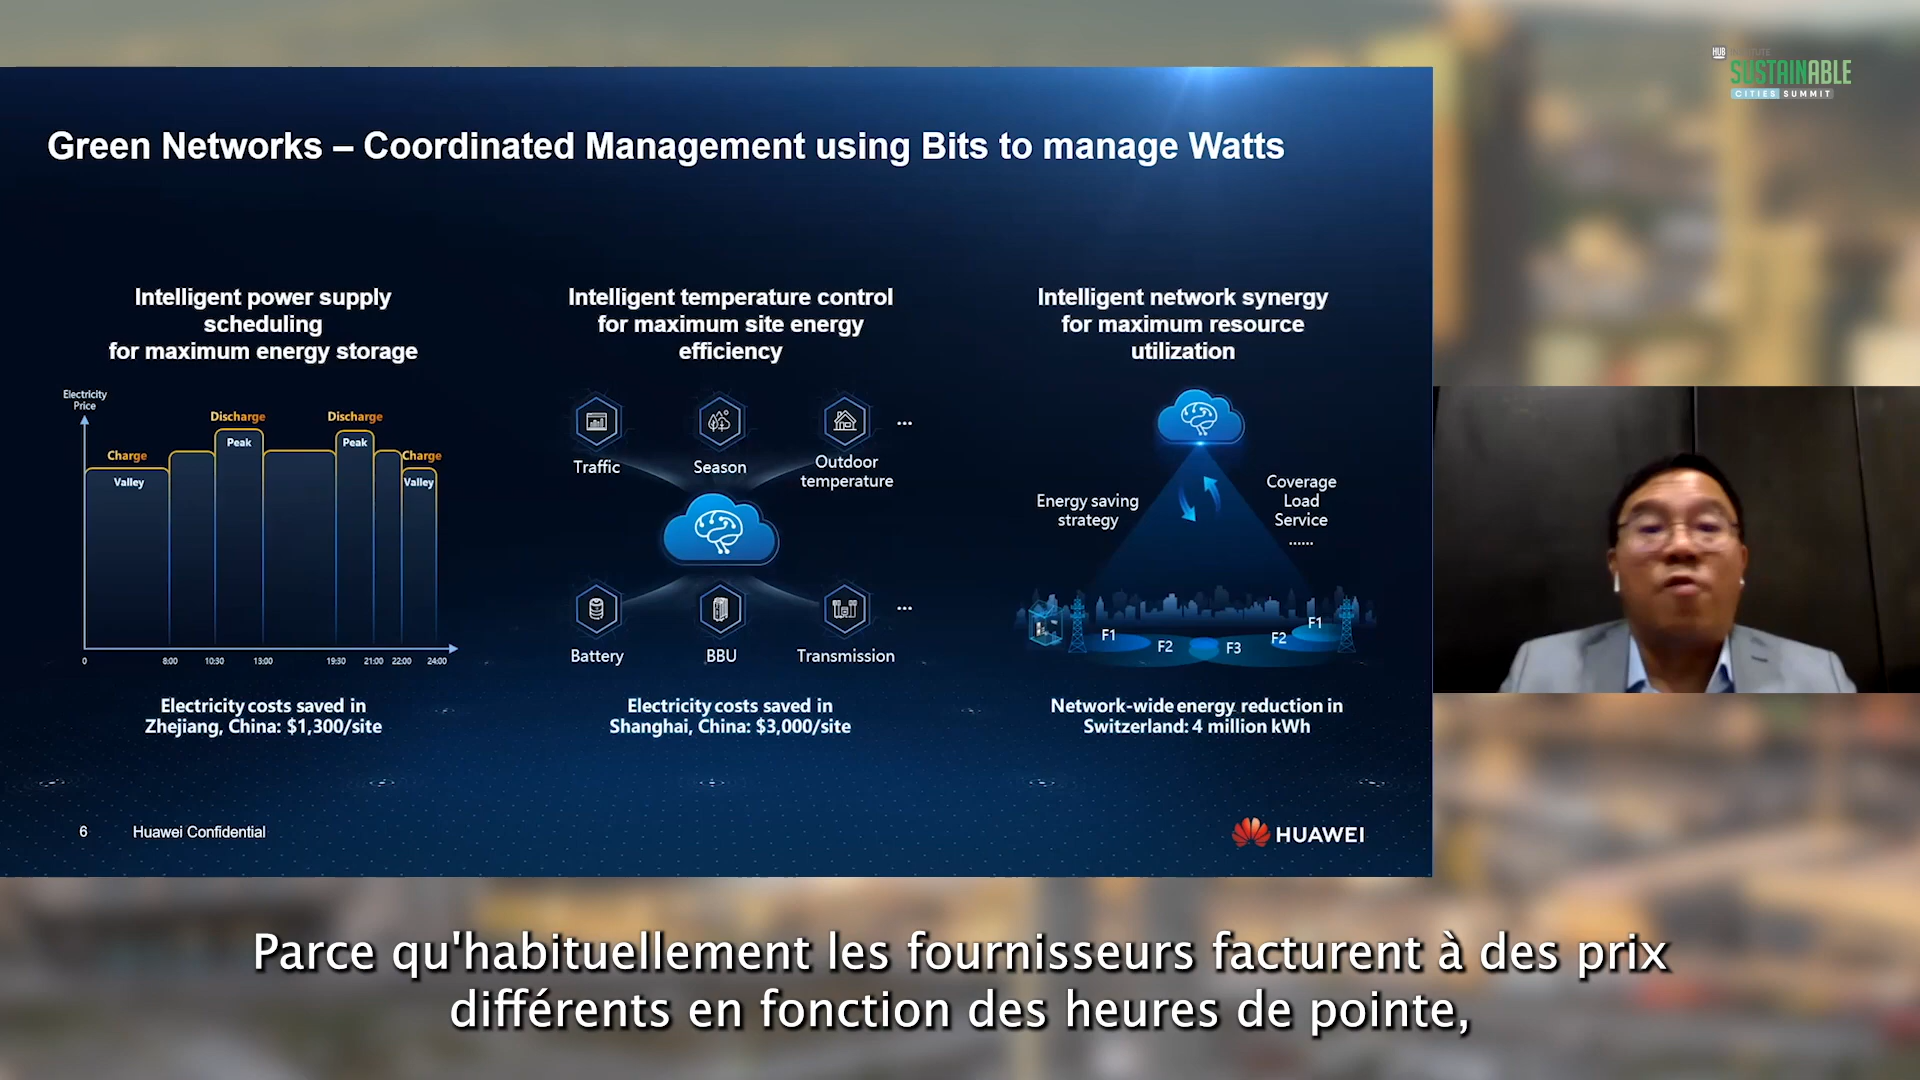 HUB INSTITUTE
SUSTAINABLE
CITIES SUMMIT
Green Networks – Coordinated Management using Bits to manage Watts
Intelligent power supply
scheduling
for maximum energy storage
Electricity
Price
Discharge
Discharge
Peak
Peak
Charge
Charge
Valley
Valley
0
8:00
10:30
13:00
19:30
21:00
22:00
24:00
Electricity costs saved in
Zhejiang, China: $1,300/site
Intelligent temperature control
for maximum site energy
efficiency
Traffic
Season
Outdoor
temperature
...
Battery
BBU
Transmission
...
Electricity costs saved in
Shanghai, China: $3,000/site
Intelligent network synergy
for maximum resource
utilization
Energy saving
strategy
Coverage
Load
Service
......
F1
F2
F3
F2
F1
Network-wide energy reduction in
Switzerland: 4 million kWh
6
Huawei Confidential
HUAWEI
Parce qu'habituellement les fournisseurs facturent à des prix
différents en fonction des heures de pointe,